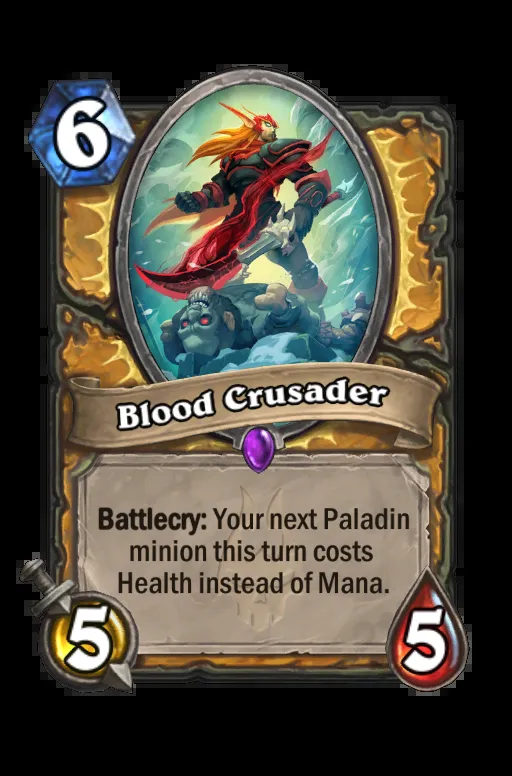 6
Blood Crusader
Battlecry: Your next Paladin
minion this turn costs
Health instead of Mana.
5
5